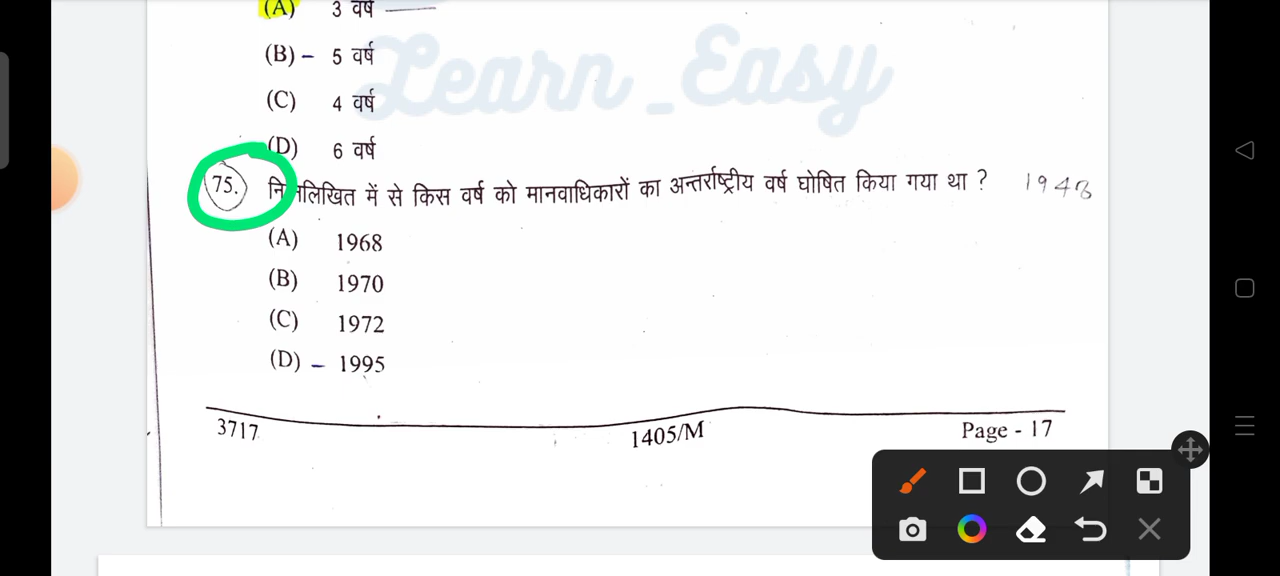 (A) 3 वर्ष
(B) – 5 वर्ष
(C) 4 वर्ष
(D) 6 वर्ष
Learn_Easy
75. निम्नलिखित में से किस वर्ष को मानवाधिकारों का अन्तर्राष्ट्रीय वर्ष घोषित किया गया था ? 1948
(A) 1968
(B) 1970
(C) 1972
(D) – 1995
3717 1405/M Page - 17